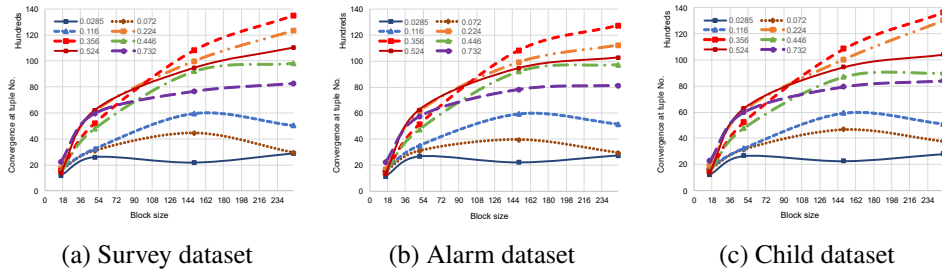 140
120
100
80
60
40
20
0
Hundreds
Convergence at tuple No.
0.0285 0.072
0.116 0.224
0.356 0.446
0.524 0.732
0 18 36 54 72 90 108 126 144 162 180 198 216 234
Block size
(a) Survey dataset
140
120
100
80
60
40
20
0
Hundreds
Convergence at tuple No.
0.0285 0.072
0.116 0.224
0.356 0.446
0.524 0.732
0 18 36 54 72 90 108 126 144 162 180 198 216 234
Block size
(b) Alarm dataset
140
120
100
80
60
40
20
0
Hundreds
Convergence at tuple No.
0.0285 0.072
0.116 0.224
0.356 0.446
0.524 0.732
0 18 36 54 72 90 108 126 144 162 180 198 216 234
Block size
(c) Child dataset